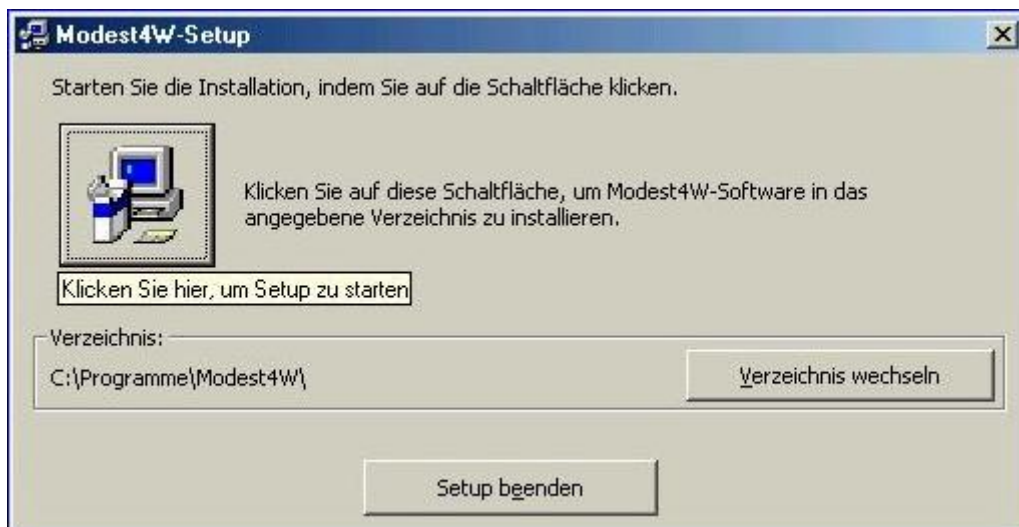 Modest4W-Setup
Starten Sie die Installation, indem Sie auf die Schaltfläche klicken.
Klicken Sie auf diese Schaltfläche, um Modest4W-Software in das
angegebene Verzeichnis zu installieren.
Klicken Sie hier, um Setup zu starten
Verzeichnis:
C:\Programme\Modest4W\
Verzeichnis wechseln
Setup beenden